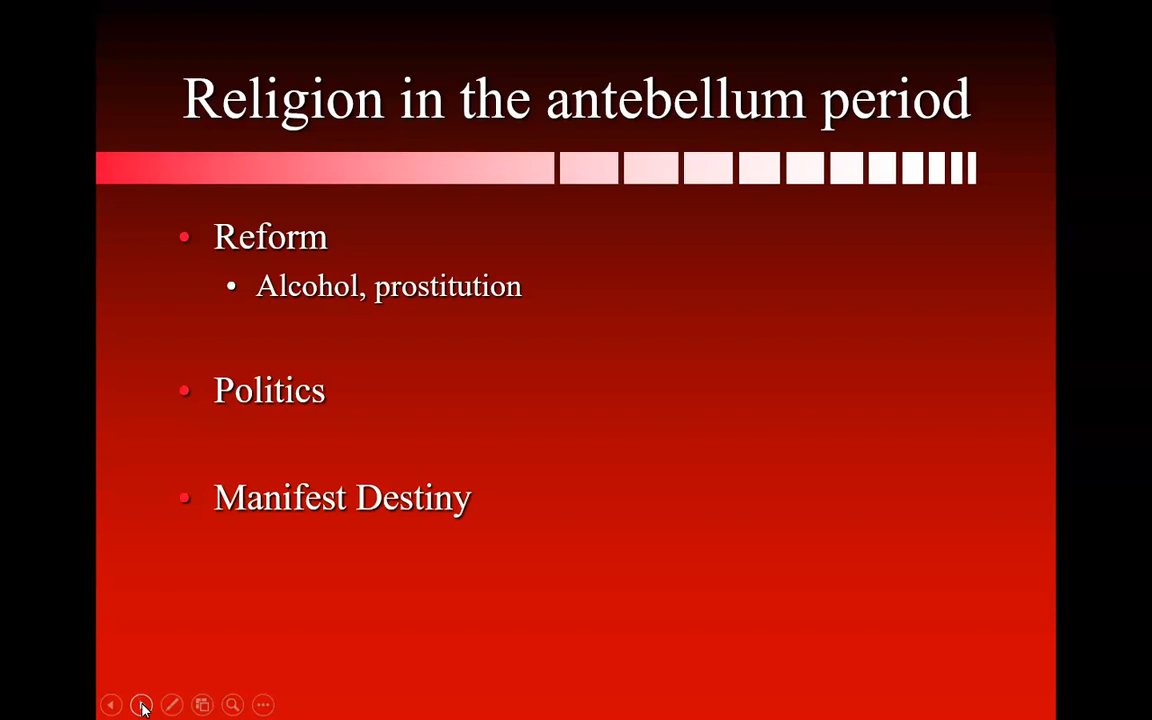 Religion in the antebellum period
• Reform
• Alcohol, prostitution
• Politics
• Manifest Destiny